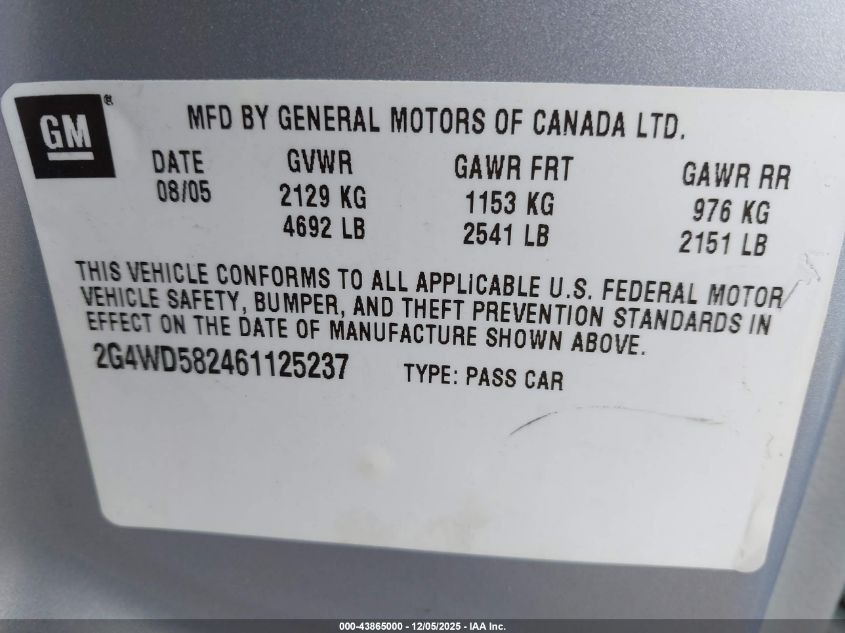 GM®
MFD BY GENERAL MOTORS OF CANADA LTD.
DATE GVWR GAWR FRT GAWR RR
08/05 2129 KG 1153 KG 976 KG
4692 LB 2541 LB 2151 LB
THIS VEHICLE CONFORMS TO ALL APPLICABLE U.S. FEDERAL MOTOR
VEHICLE SAFETY, BUMPER, AND THEFT PREVENTION STANDARDS IN
EFFECT ON THE DATE OF MANUFACTURE SHOWN ABOVE.
2G4WD582461125237 TYPE: PASS CAR
000-43865000 - 12/05/2025 - IAA Inc.